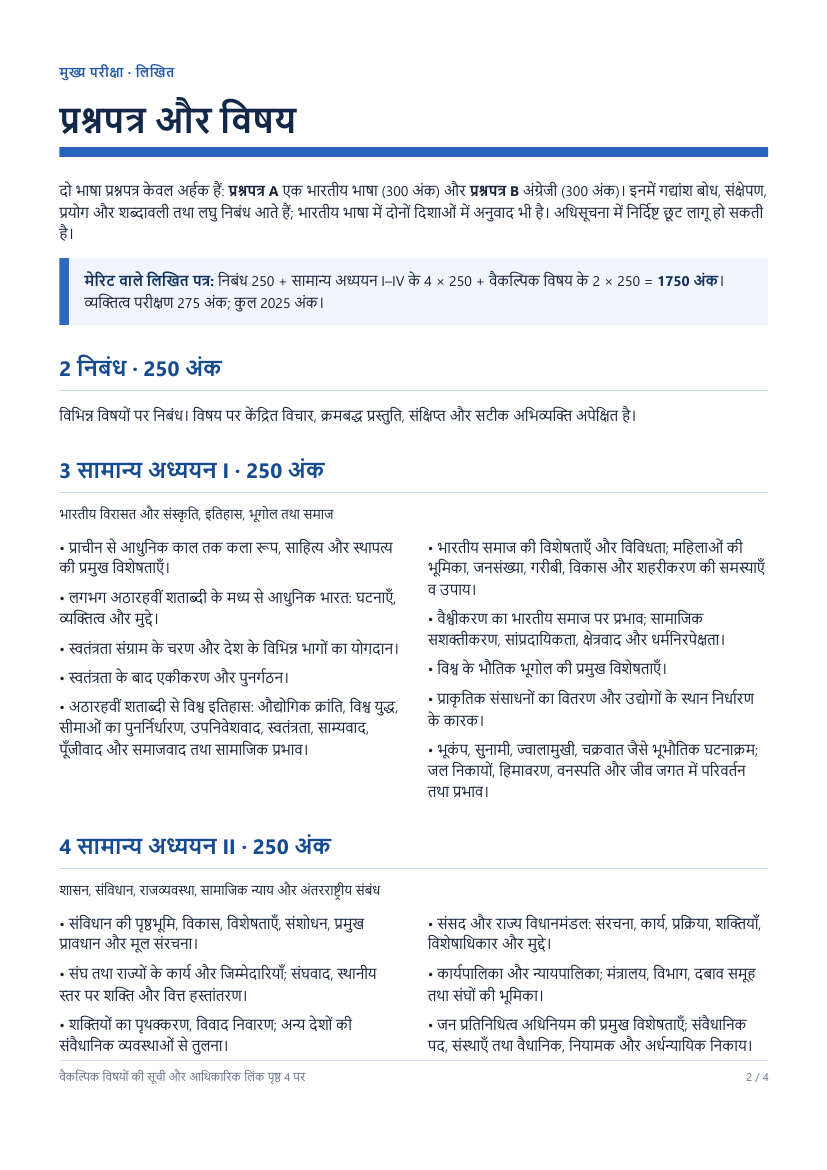 मुख्य परीक्षा · लिखित
प्रश्नपत्र और विषय
दो भाषा प्रश्नपत्र केवल अर्हक हैं: प्रश्नपत्र A एक भारतीय भाषा (300 अंक) और प्रश्नपत्र B अंग्रेजी (300 अंक)। इनमें गद्यांश बोध, संक्षेपण,
प्रयोग और शब्दावली तथा लघु निबंध आते हैं; भारतीय भाषा में दोनों दिशाओं में अनुवाद भी है। अधिसूचना में निर्दिष्ट छूट लागू हो सकती
है।
मेरिट वाले लिखित पत्र: निबंध 250 + सामान्य अध्ययन I–IV के 4 × 250 + वैकल्पिक विषय के 2 × 250 = 1750 अंक।
व्यक्तित्व परीक्षण 275 अंक; कुल 2025 अंक।
2 निबंध · 250 अंक
विभिन्न विषयों पर निबंध। विषय पर केंद्रित विचार, क्रमबद्ध प्रस्तुति, संक्षिप्त और सटीक अभिव्यक्ति अपेक्षित है।
3 सामान्य अध्ययन I · 250 अंक
भारतीय विरासत और संस्कृति, इतिहास, भूगोल तथा समाज
• प्राचीन से आधुनिक काल तक कला रूप, साहित्य और स्थापत्य
की प्रमुख विशेषताएँ।
• लगभग अठारहवीं शताब्दी के मध्य से आधुनिक भारत: घटनाएँ,
व्यक्तित्व और मुद्दे।
• स्वतंत्रता संग्राम के चरण और देश के विभिन्न भागों का योगदान।
• स्वतंत्रता के बाद एकीकरण और पुनर्गठन।
• अठारहवीं शताब्दी से विश्व इतिहास: औद्योगिक क्रांति, विश्व युद्ध,
सीमाओं का पुनर्निर्धारण, उपनिवेशवाद, स्वतंत्रता, साम्यवाद,
पूँजीवाद और समाजवाद तथा सामाजिक प्रभाव।
• भारतीय समाज की विशेषताएँ और विविधता; महिलाओं की
भूमिका, जनसंख्या, गरीबी, विकास और शहरीकरण की समस्याएँ
व उपाय।
• वैश्वीकरण का भारतीय समाज पर प्रभाव; सामाजिक
सशक्तीकरण, सांप्रदायिकता, क्षेत्रवाद और धर्मनिरपेक्षता।
• विश्व के भौतिक भूगोल की प्रमुख विशेषताएँ।
• प्राकृतिक संसाधनों का वितरण और उद्योगों के स्थान निर्धारण
के कारक।
• भूकंप, सुनामी, ज्वालामुखी, चक्रवात जैसे भूभौतिक घटनाक्रम;
जल निकायों, हिमावरण, वनस्पति और जीव जगत में परिवर्तन
तथा प्रभाव।
4 सामान्य अध्ययन II · 250 अंक
शासन, संविधान, राजव्यवस्था, सामाजिक न्याय और अंतरराष्ट्रीय संबंध
• संविधान की पृष्ठभूमि, विकास, विशेषताएँ, संशोधन, प्रमुख
प्रावधान और मूल संरचना।
• संघ तथा राज्यों के कार्य और जिम्मेदारियाँ; संघवाद, स्थानीय
स्तर पर शक्ति और वित्त हस्तांतरण।
• शक्तियों का पृथक्करण, विवाद निवारण; अन्य देशों की
संवैधानिक व्यवस्थाओं से तुलना।
• संसद और राज्य विधानमंडल: संरचना, कार्य, प्रक्रिया, शक्तियाँ,
विशेषाधिकार और मुद्दे।
• कार्यपालिका और न्यायपालिका; मंत्रालय, विभाग, दबाव समूह
तथा संघों की भूमिका।
• जन प्रतिनिधित्व अधिनियम की प्रमुख विशेषताएँ; संवैधानिक
पद, संस्थाएँ तथा वैधानिक, नियामक और अर्धन्यायिक निकाय।
वैकल्पिक विषयों की सूची और आधिकारिक लिंक पृष्ठ 4 पर
2 / 4